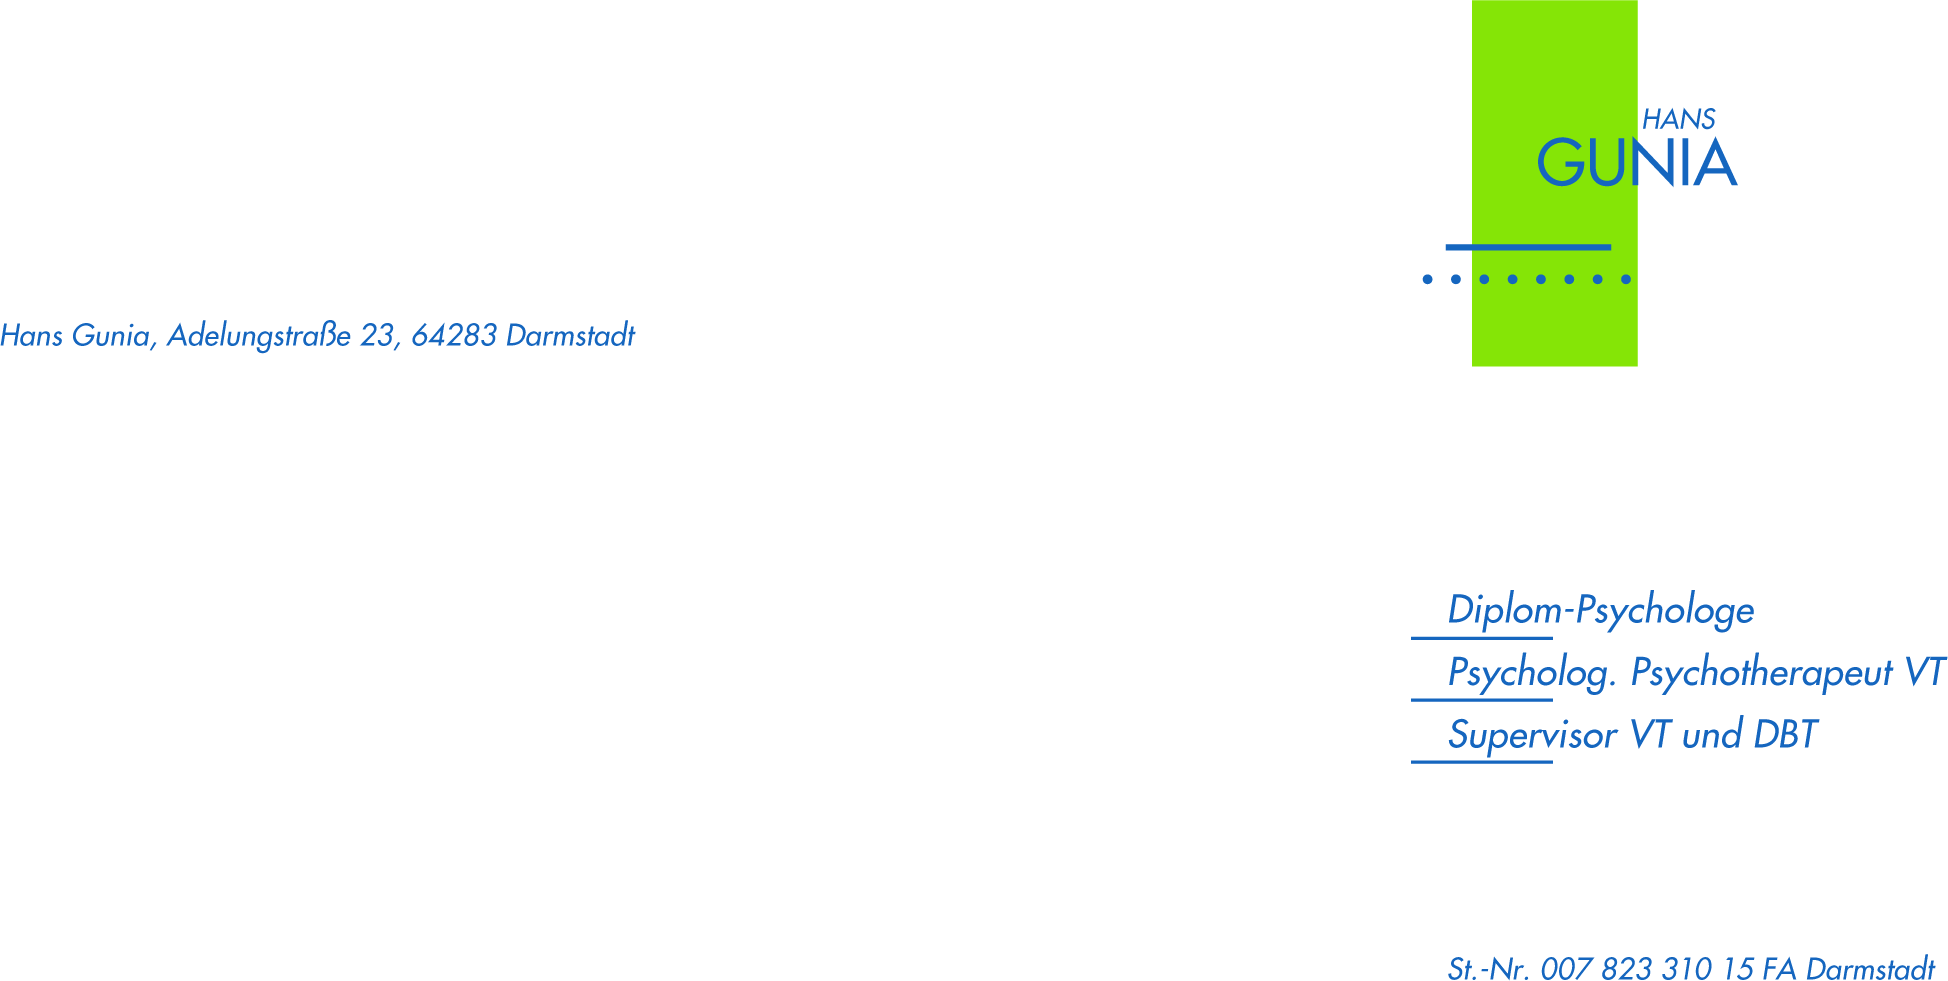 HANS
GUNIA
Hans Gunia, Adelungstraße 23, 64283 Darmstadt
Diplom-Psychologe
Psycholog. Psychotherapeut VT
Supervisor VT und DBT
St.-Nr. 007 823 310 15 FA Darmstadt